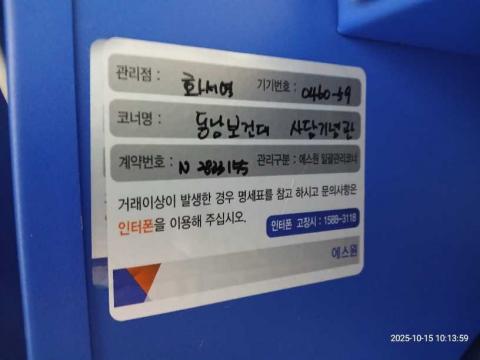 관리점 : 화서역 기기번호 : 0460-59
코너명 : 동남보건대 사담기념관
계약번호 : N 2823155 관리구분 : 에스원 일괄관리코너
거래이상이 발생한 경우 명세표를 참고 하시고 문의사항은
인터폰을 이용해 주십시오.
인터폰 고장시 : 1588-3118
에스원
2025-10-15 10:13:59